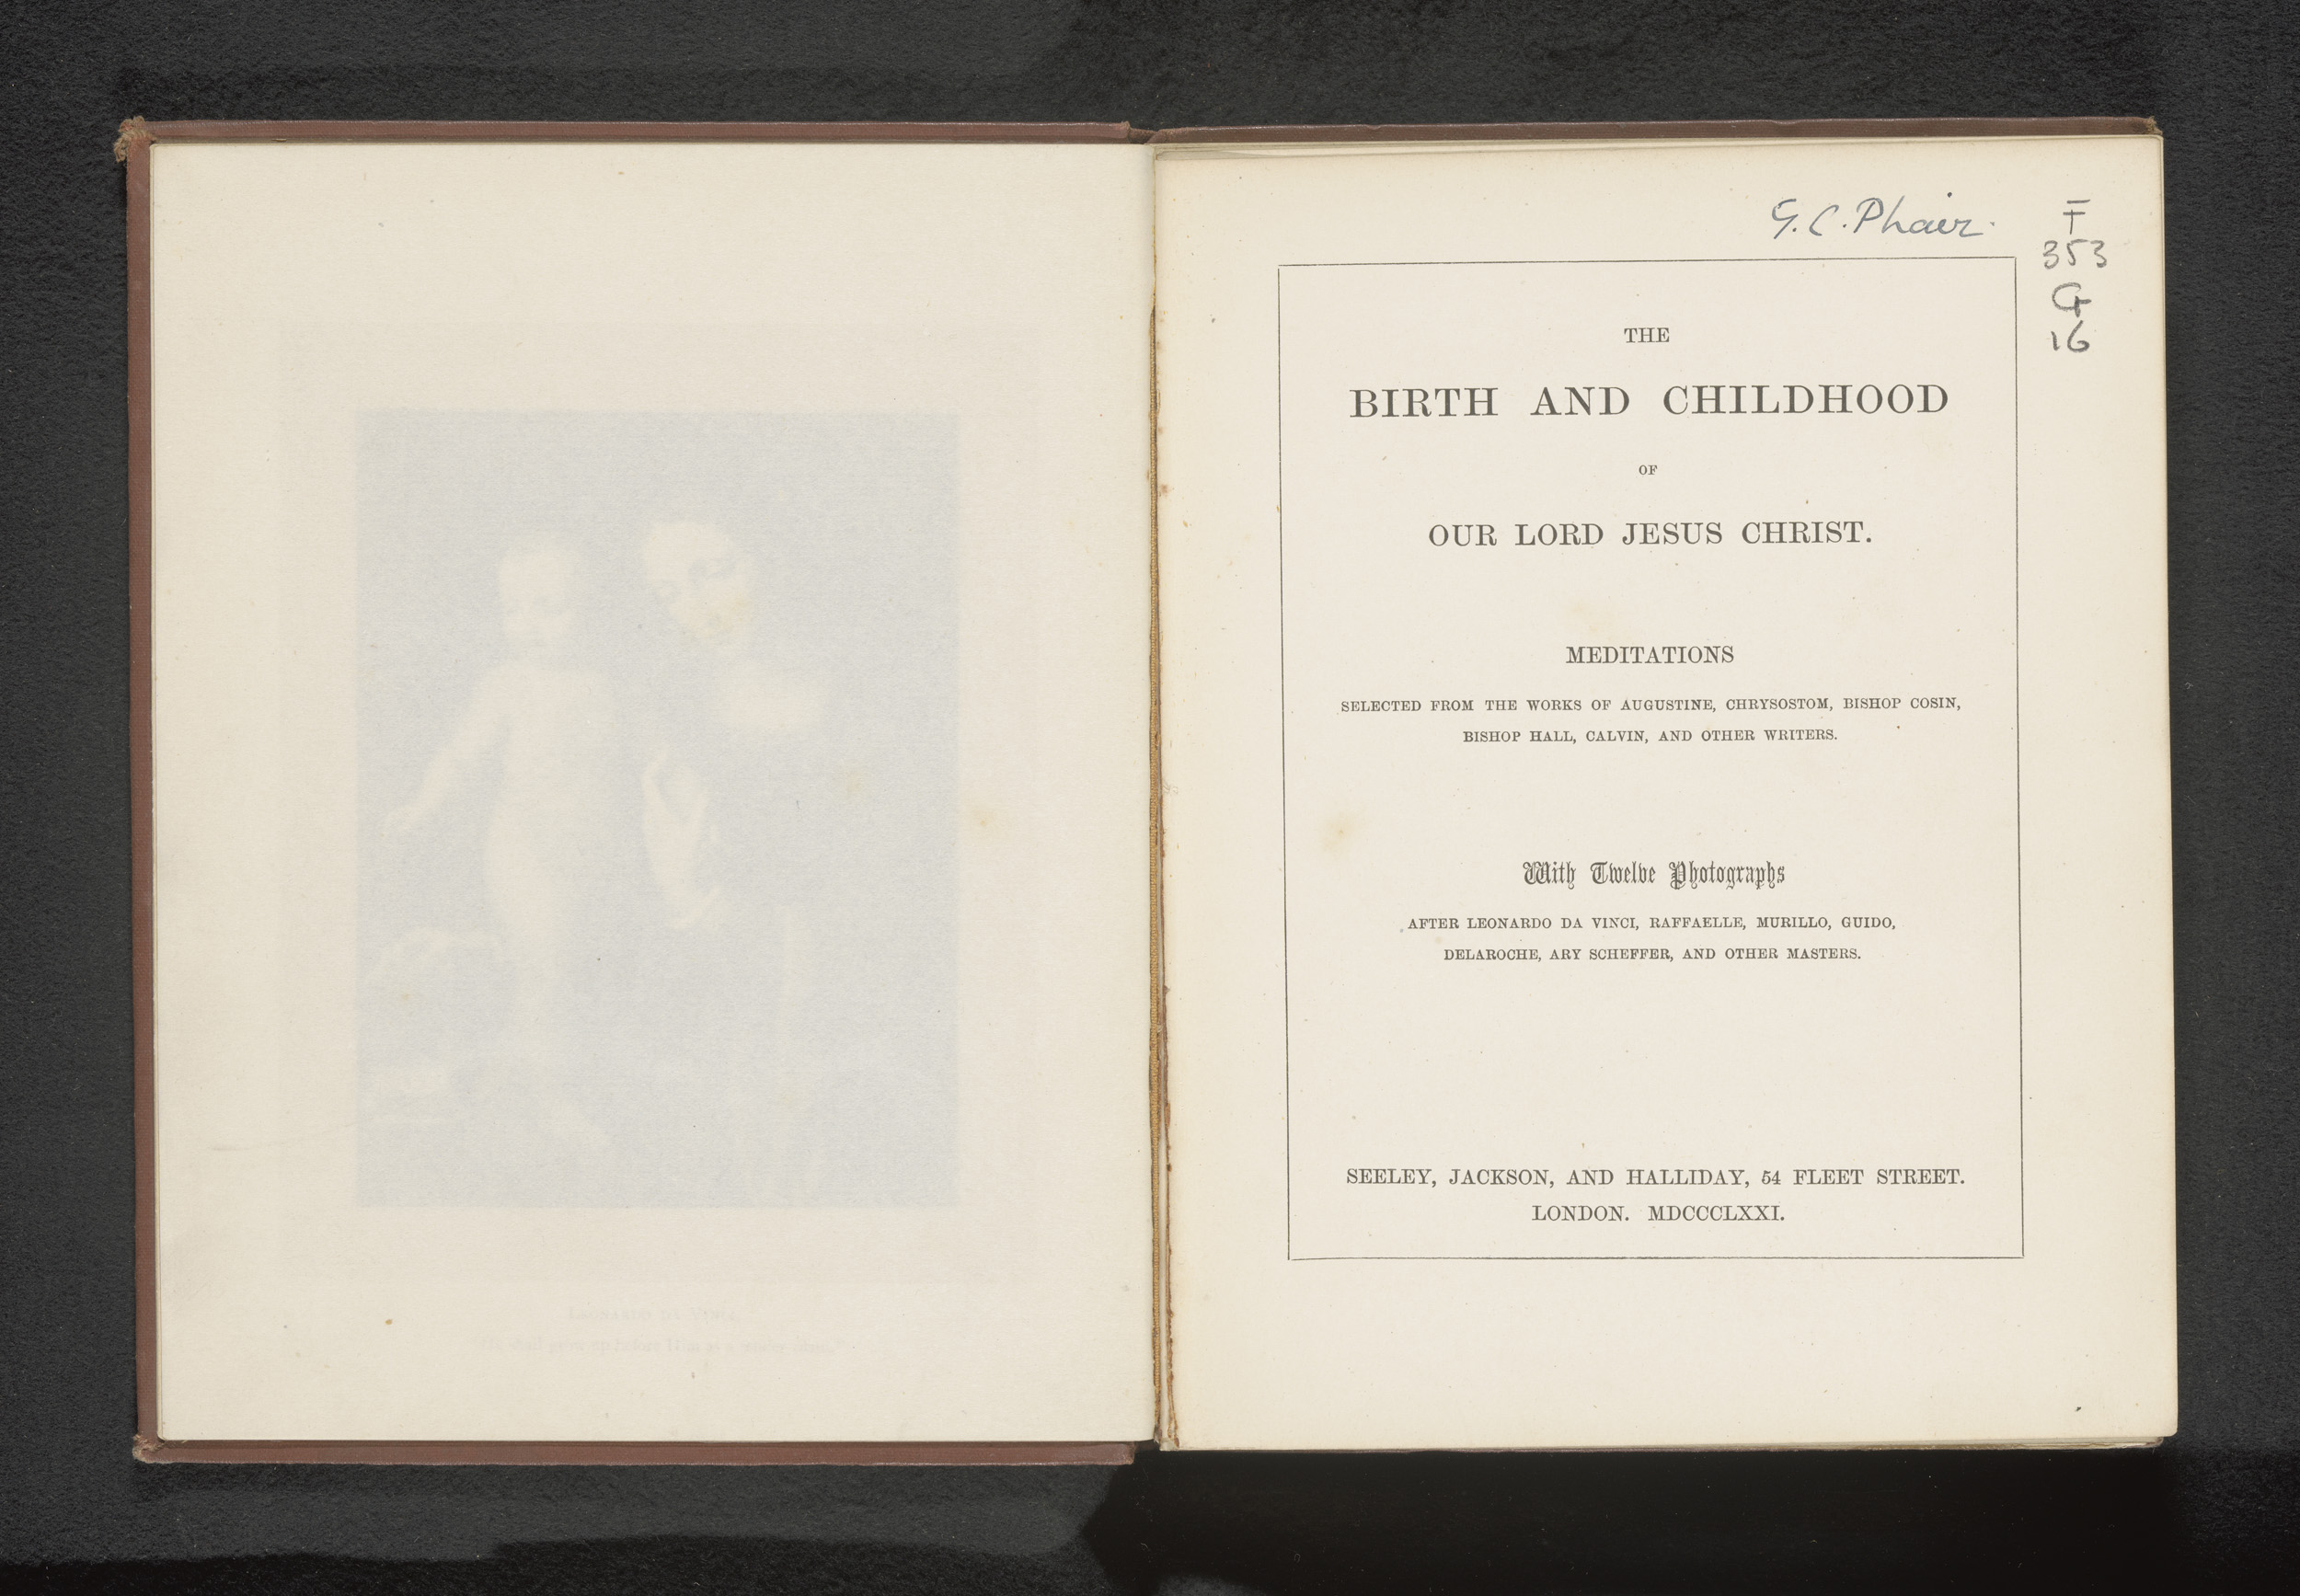 G. C. Phair.
F
353
G
16
THE
BIRTH AND CHILDHOOD
OF
OUR LORD JESUS CHRIST.
MEDITATIONS
SELECTED FROM THE WORKS OF AUGUSTINE, CHRYSOSTOM, BISHOP COSIN,
BISHOP HALL, CALVIN, AND OTHER WRITERS.
With Twelve Photographs
AFTER LEONARDO DA VINCI, RAFFAELLE, MURILLO, GUIDO,
DELAROCHE, ARY SCHEFFER, AND OTHER MASTERS.
SEELEY, JACKSON, AND HALLIDAY, 54 FLEET STREET.
LONDON. MDCCCLXXI.